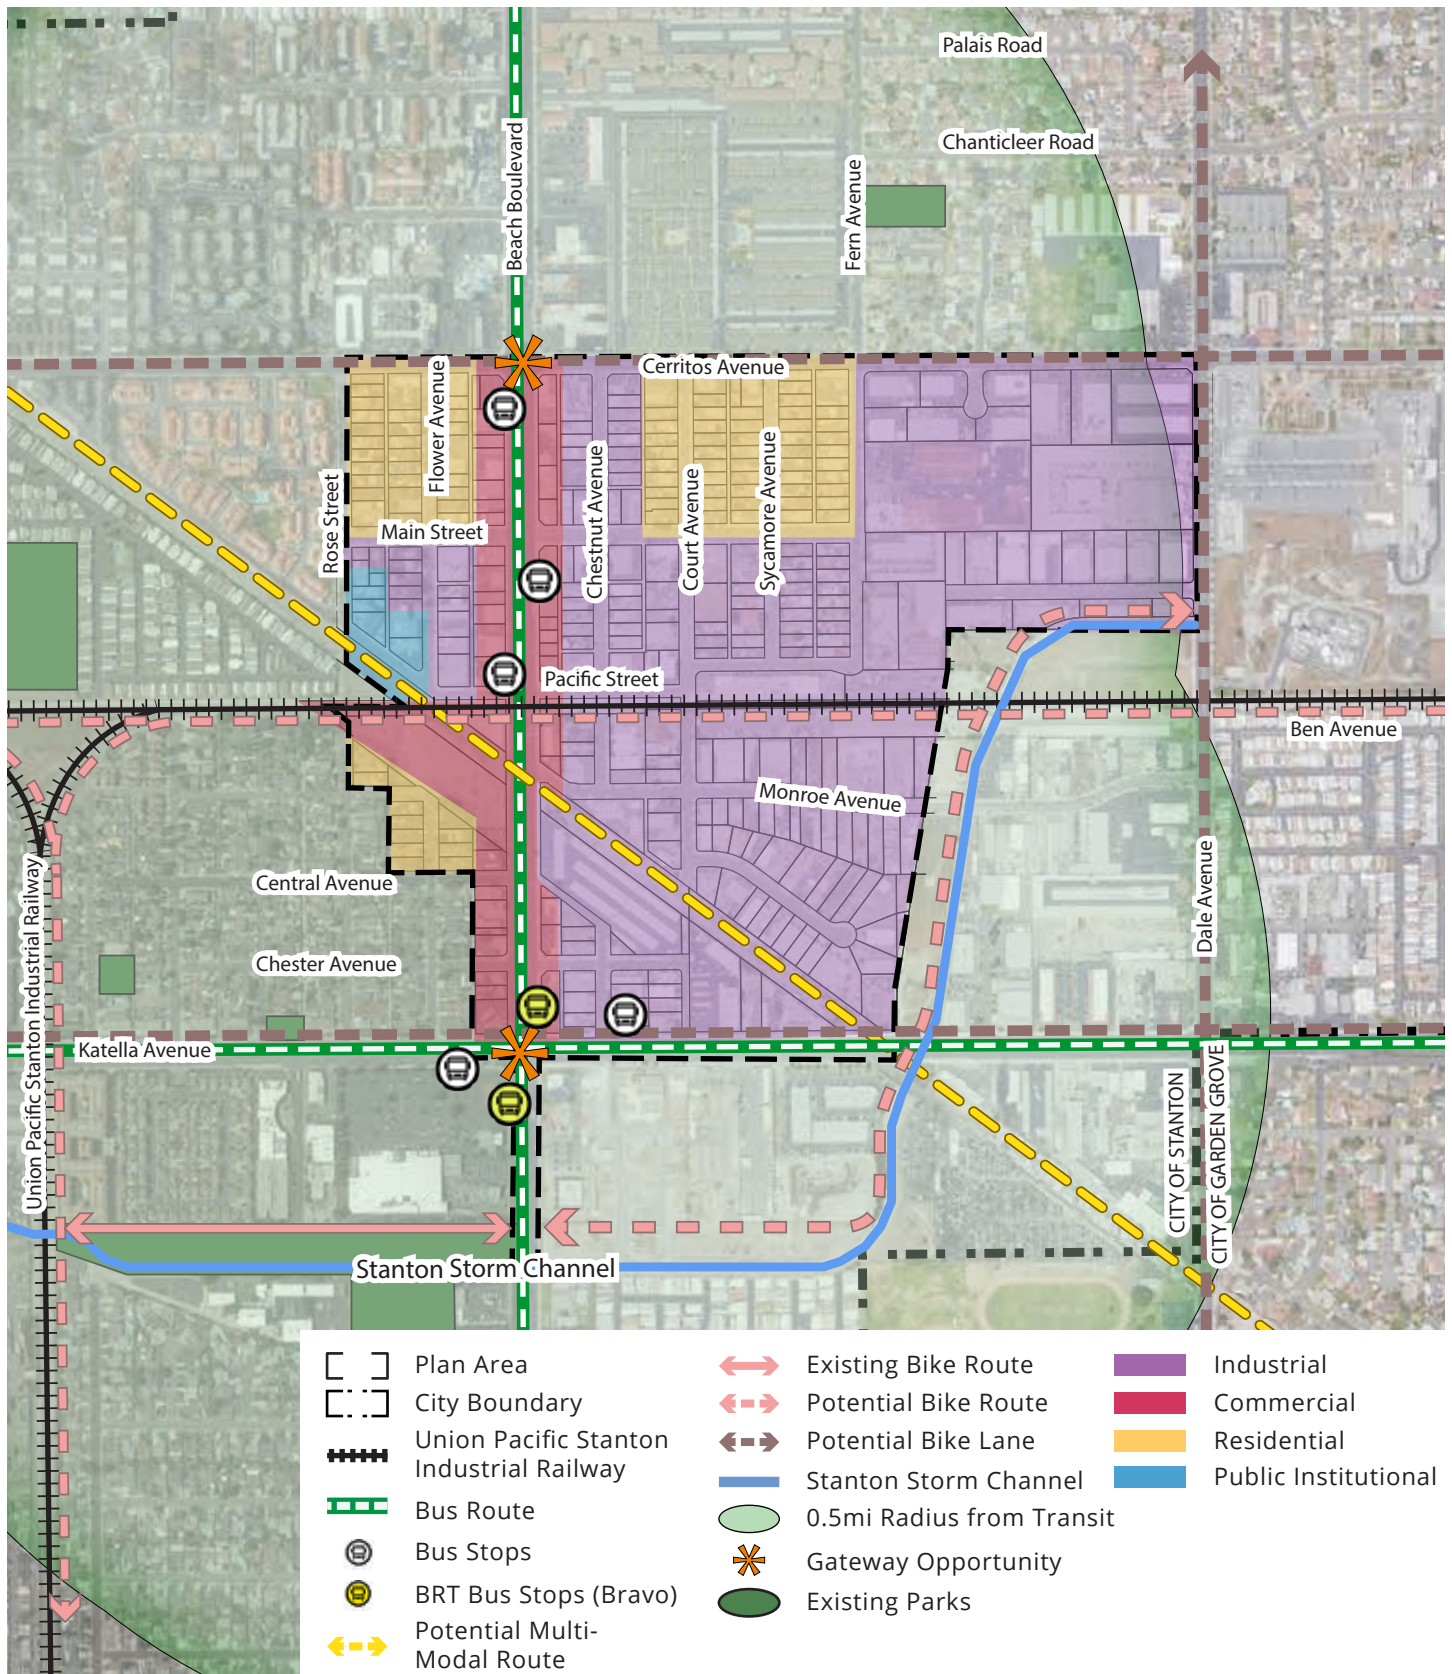 Palais Road
Chanticleer Road
Beach Boulevard
Fern Avenue
Cerritos Avenue
Flower Avenue
Rose Street
Main Street
Chestnut Avenue
Court Avenue
Sycamore Avenue
Pacific Street
Ben Avenue
Monroe Avenue
Central Avenue
Dale Avenue
Chester Avenue
Union Pacific Stanton Industrial Railway
Katella Avenue
CITY OF STANTON
CITY OF GARDEN GROVE
Stanton Storm Channel
Plan Area
City Boundary
Union Pacific Stanton
Industrial Railway
Bus Route
Bus Stops
BRT Bus Stops (Bravo)
Potential Multi-
Modal Route
Existing Bike Route
Potential Bike Route
Potential Bike Lane
Stanton Storm Channel
0.5mi Radius from Transit
Gateway Opportunity
Existing Parks
Industrial
Commercial
Residential
Public Institutional